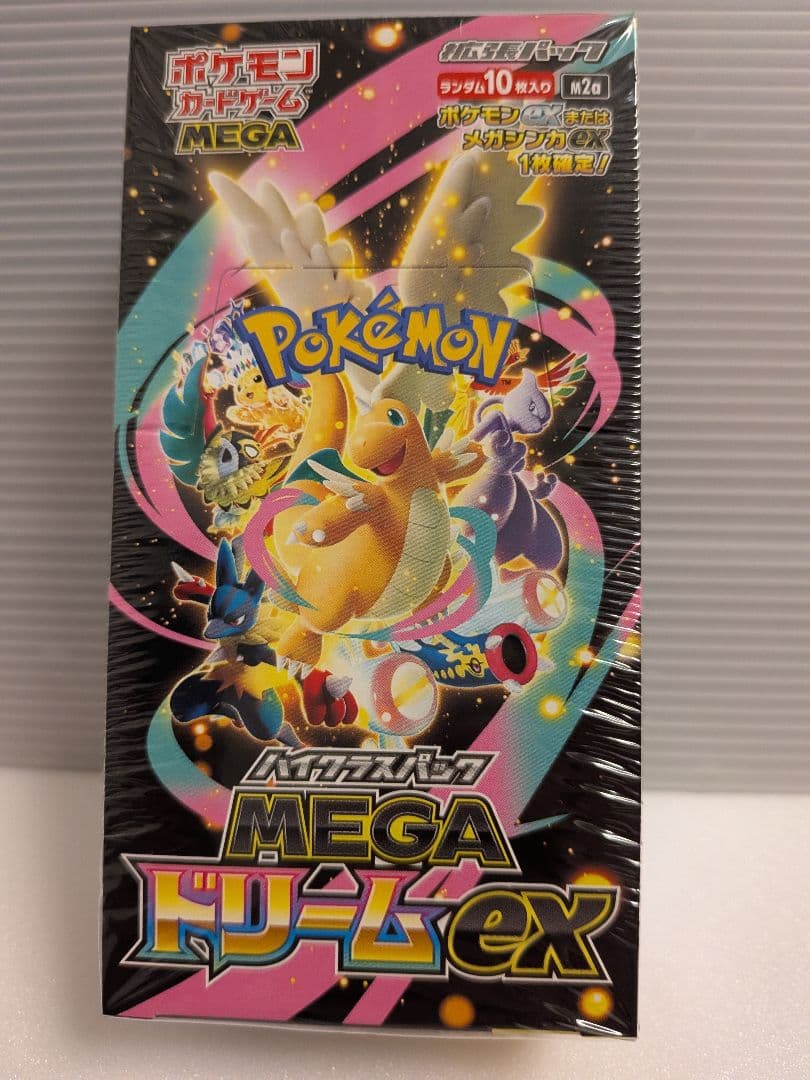 ポケモン
カードゲーム
MEGA
拡張パック
ランダム10枚入り
M2a
ポケモンexまたは
メガシンカex
1枚確定!
POKéMON
TM
ハイクラスパック
MEGA
ドリームex